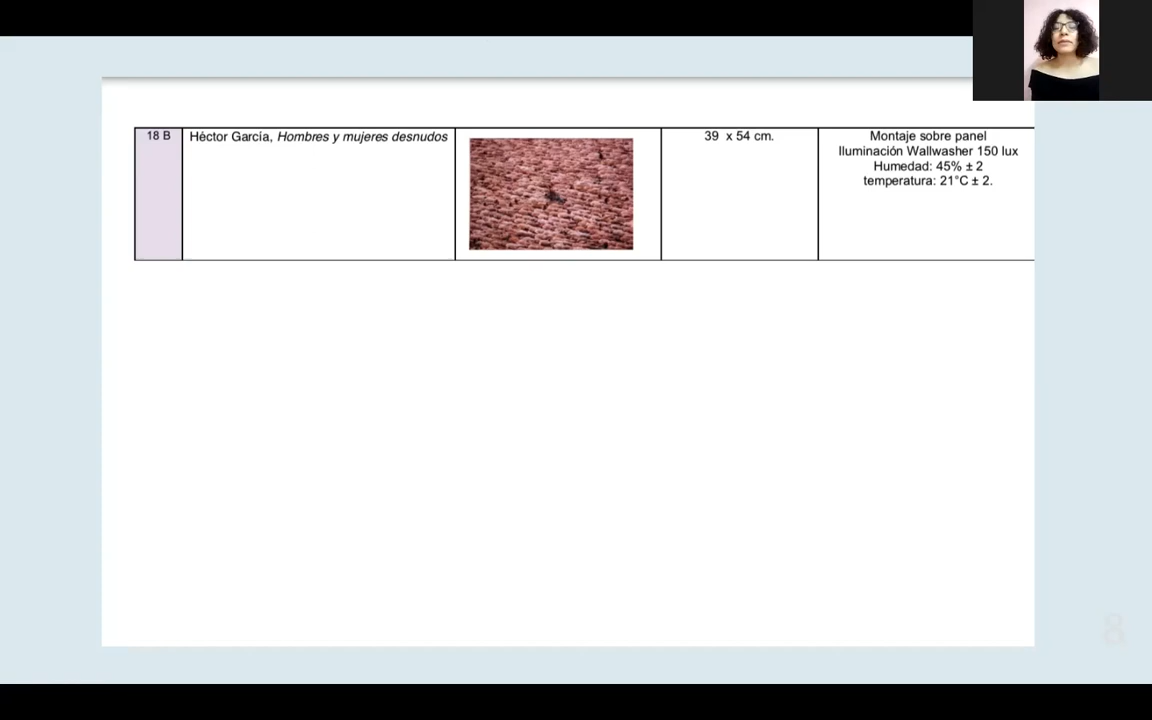 18 B
Héctor García, Hombres y mujeres desnudos
39 x 54 cm.
Montaje sobre panel
Iluminación Wallwasher 150 lux
Humedad: 45% ± 2
temperatura: 21°C ± 2.
8